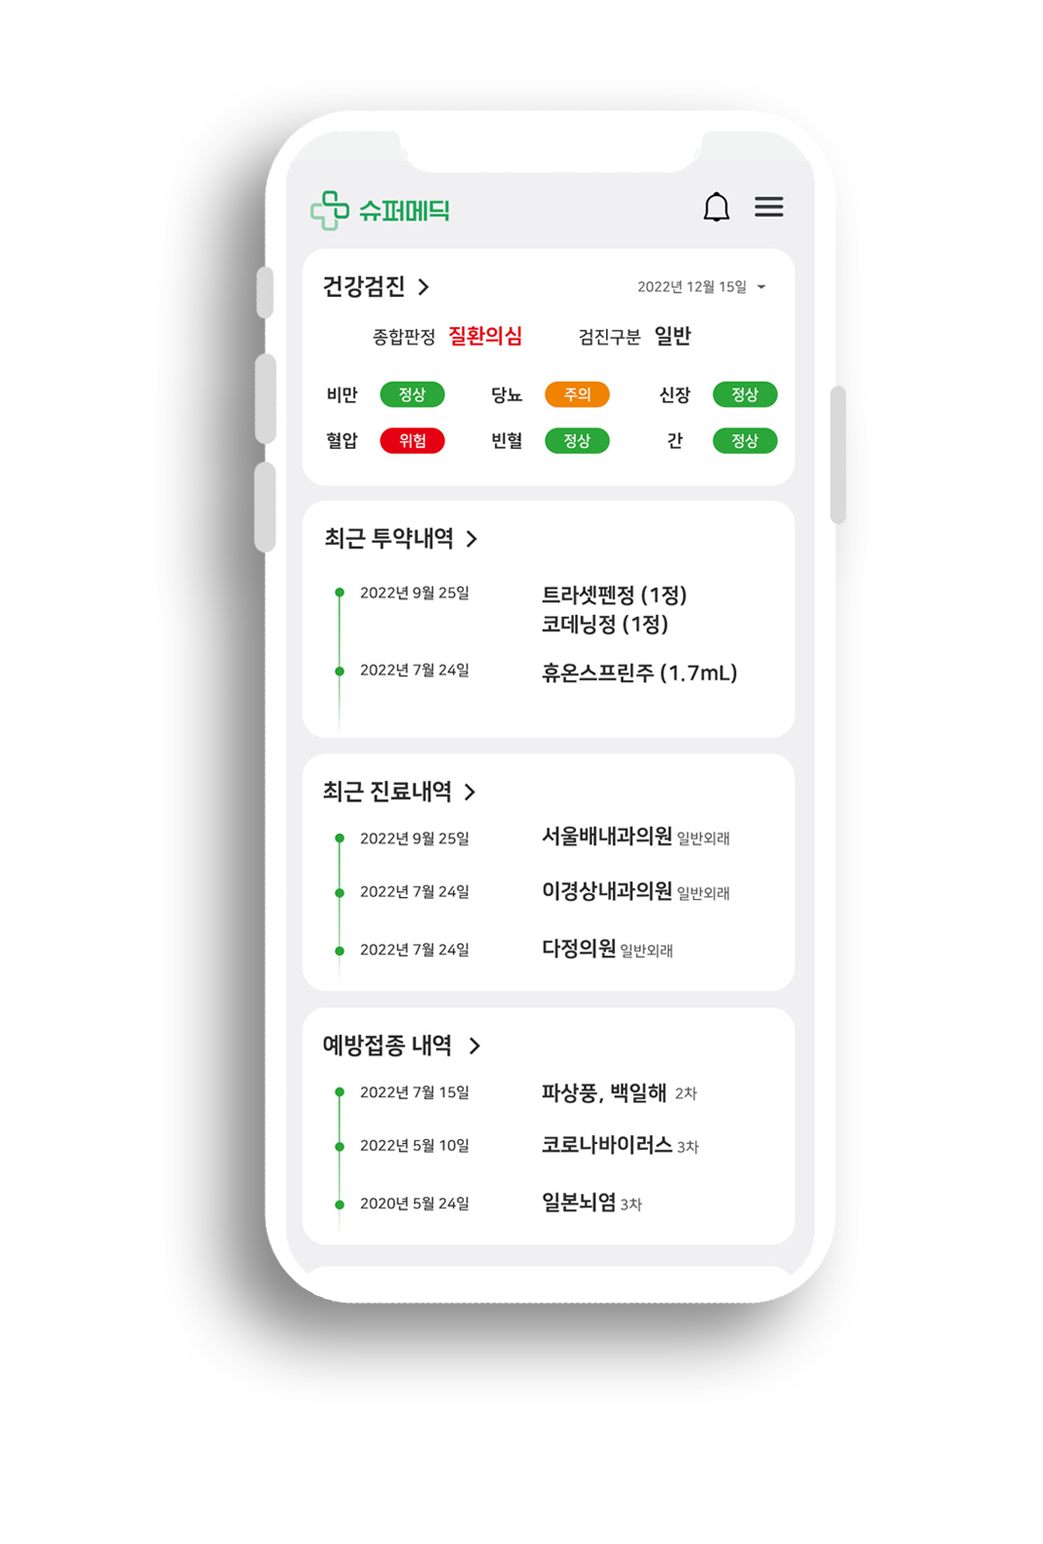 슈퍼메딕
건강검진 2022년 12월 15일
종합판정 질환의심 검진구분 일반
비만 정상 당뇨 주의 신장 정상
혈압 위험 빈혈 정상 간 정상
최근 투약내역
2022년 9월 25일 트라셋펜정 (1정)
코데닝정 (1정)
2022년 7월 24일 휴온스프린주 (1.7mL)
최근 진료내역
2022년 9월 25일 서울배내과의원 일반외래
2022년 7월 24일 이경상내과의원 일반외래
2022년 7월 24일 다정의원 일반외래
예방접종 내역
2022년 7월 15일 파상풍, 백일해 2차
2022년 5월 10일 코로나바이러스 3차
2020년 5월 24일 일본뇌염 3차